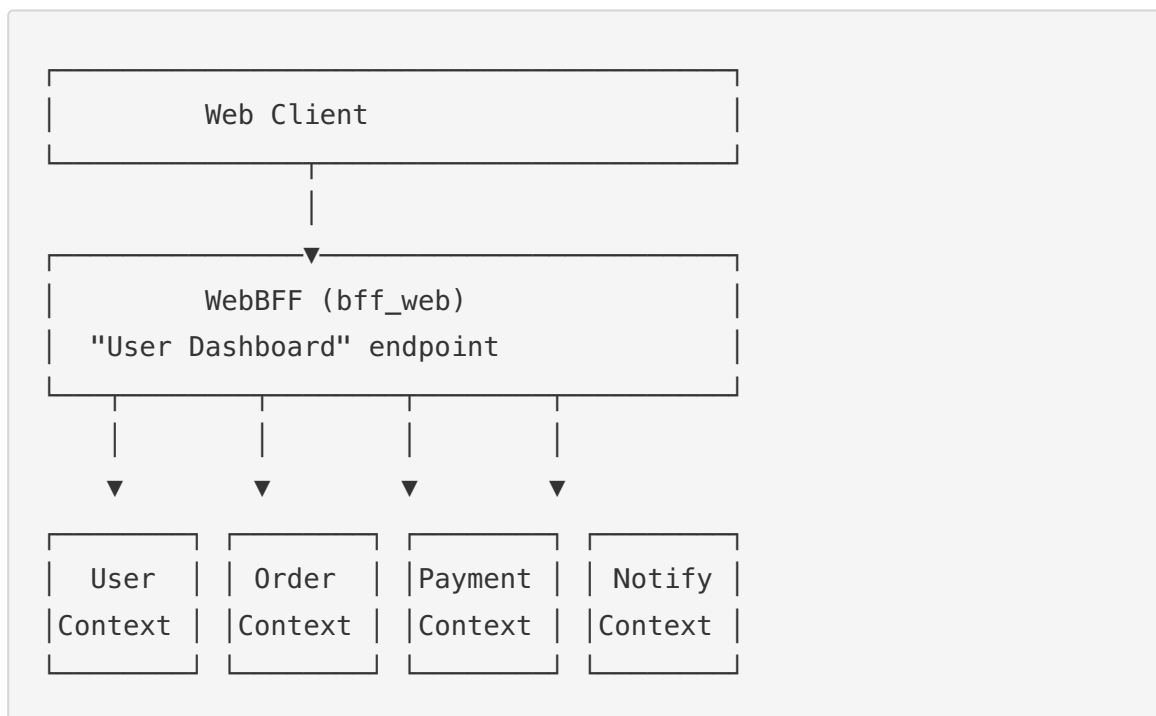 Web Client
WebBFF (bff_web)
"User Dashboard" endpoint
User Order Payment Notify
Context Context Context Context